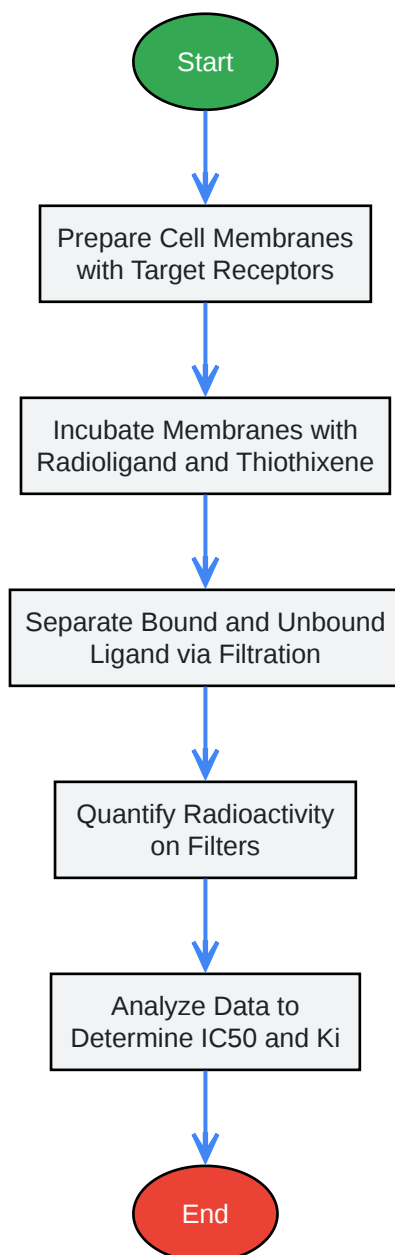 Start
Prepare Cell Membranes
with Target Receptors
Incubate Membranes with
Radioligand and Thiothixene
Separate Bound and Unbound
Ligand via Filtration
Quantify Radioactivity
on Filters
Analyze Data to
Determine IC50 and Ki
End